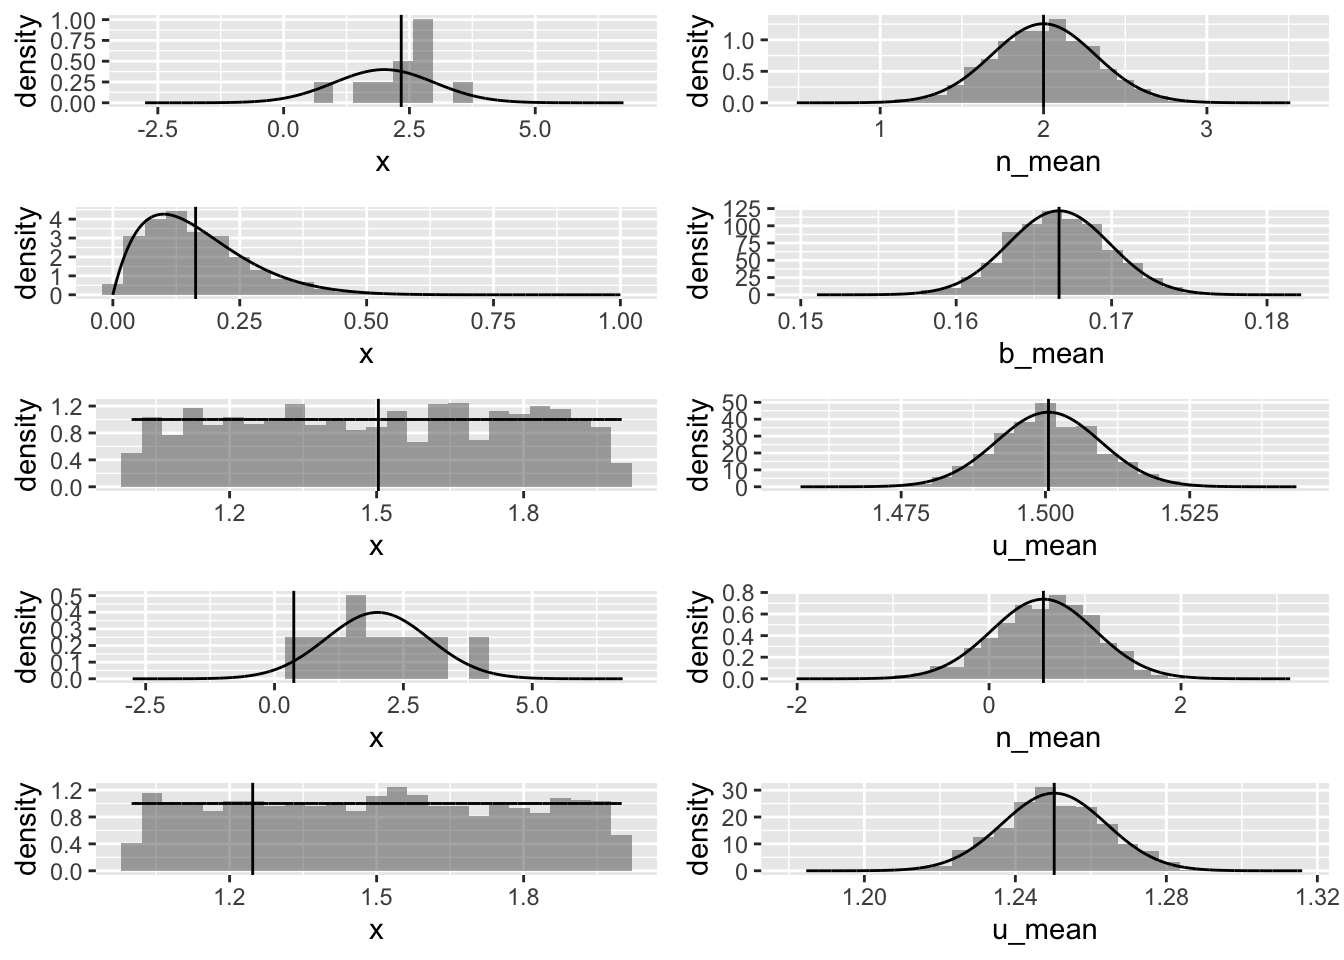 density
1.00
0.75
0.50
0.25
0.00
-2.5 0.0 2.5 5.0
x
density
1.0
0.5
0.0
1 2 3
n_mean
density
4
3
2
1
0
0.00 0.25 0.50 0.75 1.00
x
density
125
100
75
50
25
0
0.15 0.16 0.17 0.18
b_mean
density
1.2
0.8
0.4
0.0
1.2 1.5 1.8
x
density
50
40
30
20
10
0
1.475 1.500 1.525
u_mean
density
0.5
0.4
0.3
0.2
0.1
0.0
-2.5 0.0 2.5 5.0
x
density
0.8
0.6
0.4
0.2
0.0
-2 0 2
n_mean
density
1.2
0.8
0.4
0.0
1.2 1.5 1.8
x
density
30
20
10
0
1.20 1.24 1.28 1.32
u_mean